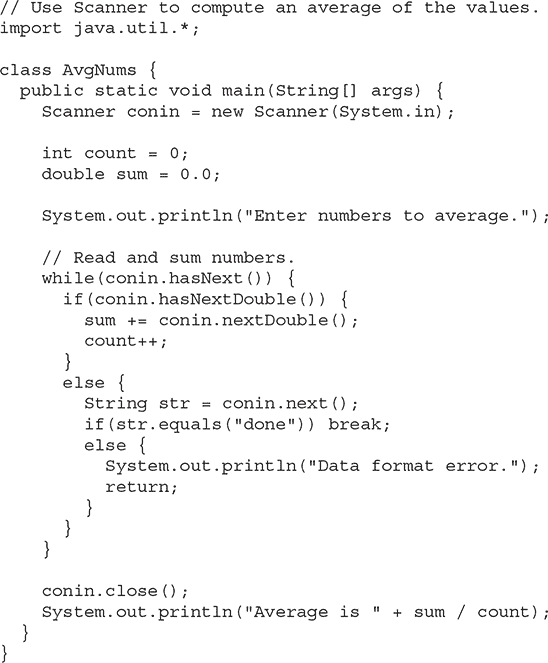 // Use Scanner to compute an average of the values.
import java.util.*;

class AvgNums {
  public static void main(String[] args) {
    Scanner conin = new Scanner(System.in);

    int count = 0;
    double sum = 0.0;

    System.out.println("Enter numbers to average.");

    // Read and sum numbers.
    while(conin.hasNext()) {
      if(conin.hasNextDouble()) {
        sum += conin.nextDouble();
        count++;
      }
      else {
        String str = conin.next();
        if(str.equals("done")) break;
        else {
          System.out.println("Data format error.");
          return;
        }
      }
    }

    conin.close();
    System.out.println("Average is " + sum / count);
  }
}